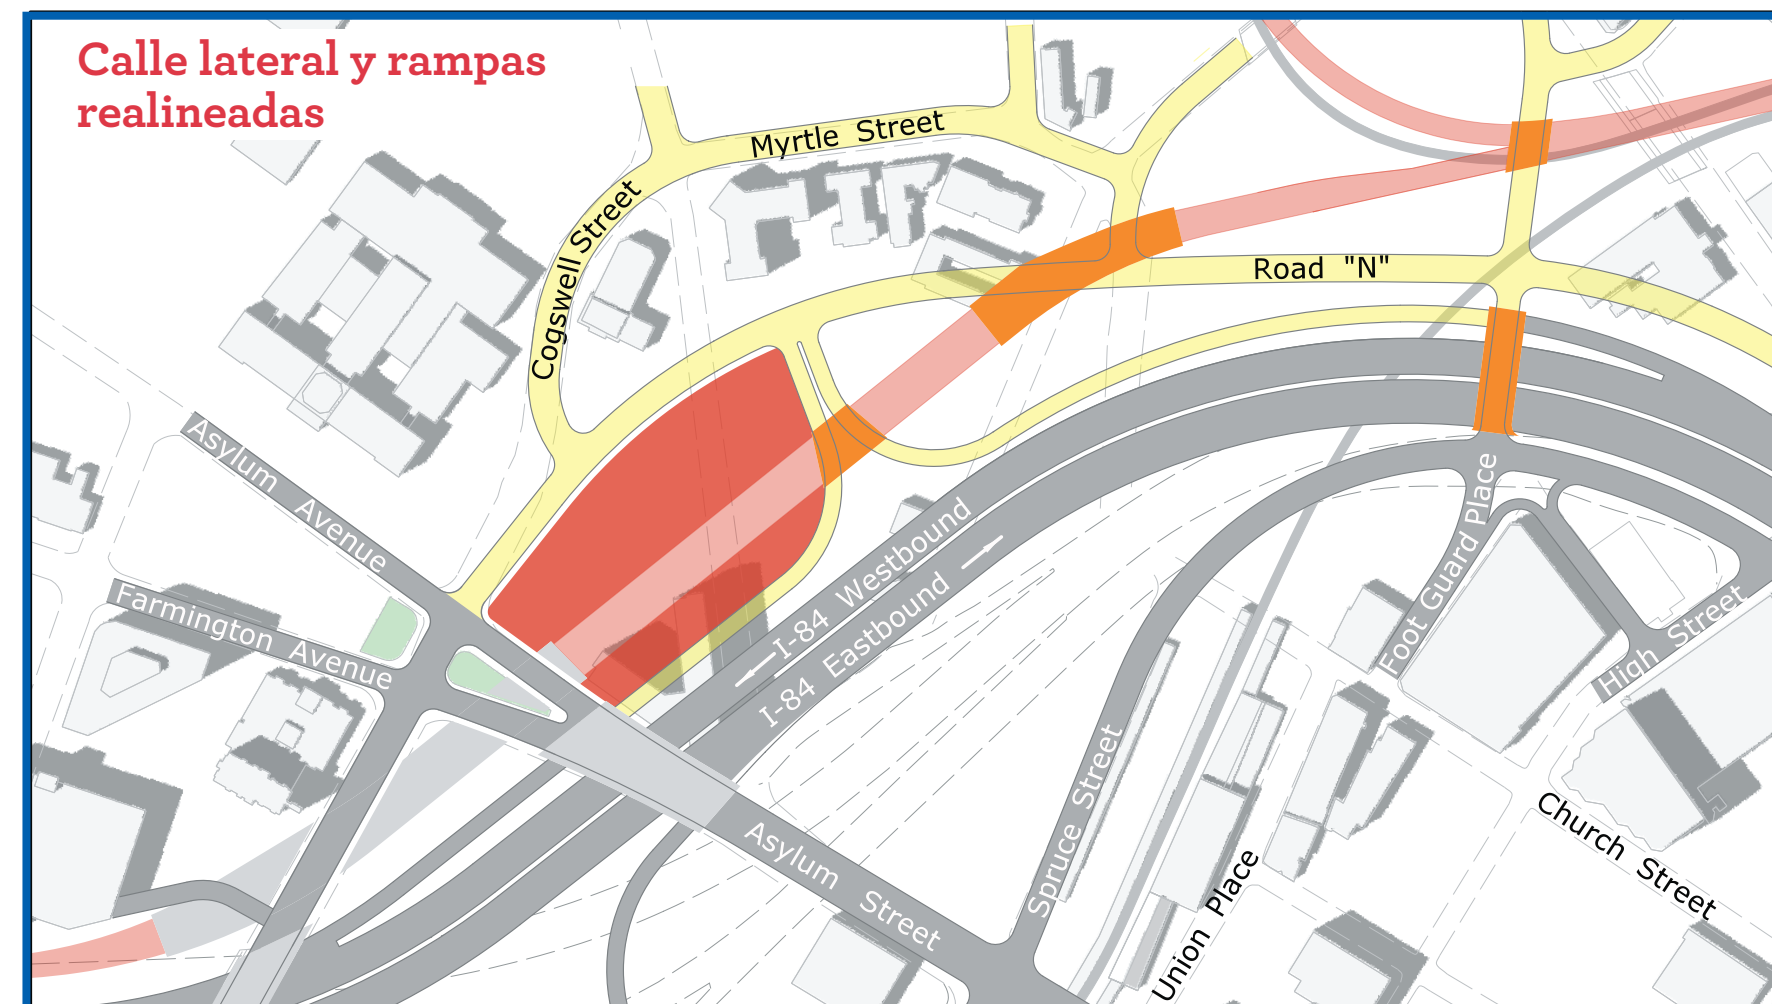 Calle lateral y rampas
realineadas
Myrtle Street
Cogswell Street
Road "N"
Asylum Avenue
Farmington Avenue
I-84 Westbound
I-84 Eastbound
Foot Guard Place
High Street
Spruce Street
Asylum Street
Union Place
Church Street